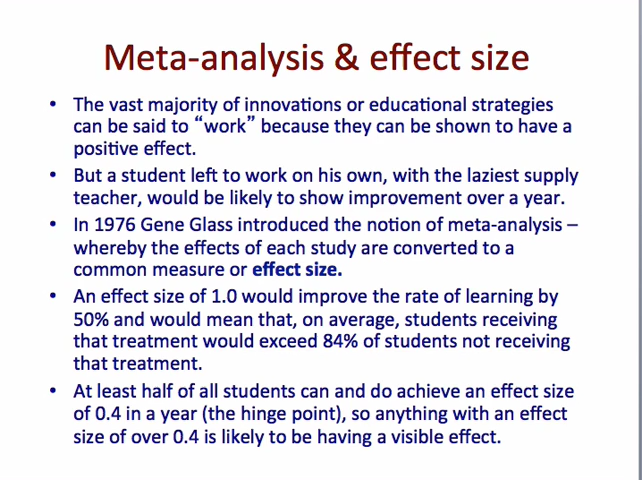 Meta-analysis & effect size
• The vast majority of innovations or educational strategies
can be said to “work” because they can be shown to have a
positive effect.
• But a student left to work on his own, with the laziest supply
teacher, would be likely to show improvement over a year.
• In 1976 Gene Glass introduced the notion of meta-analysis –
whereby the effects of each study are converted to a
common measure or effect size.
• An effect size of 1.0 would improve the rate of learning by
50% and would mean that, on average, students receiving
that treatment would exceed 84% of students not receiving
that treatment.
• At least half of all students can and do achieve an effect size
of 0.4 in a year (the hinge point), so anything with an effect
size of over 0.4 is likely to be having a visible effect.